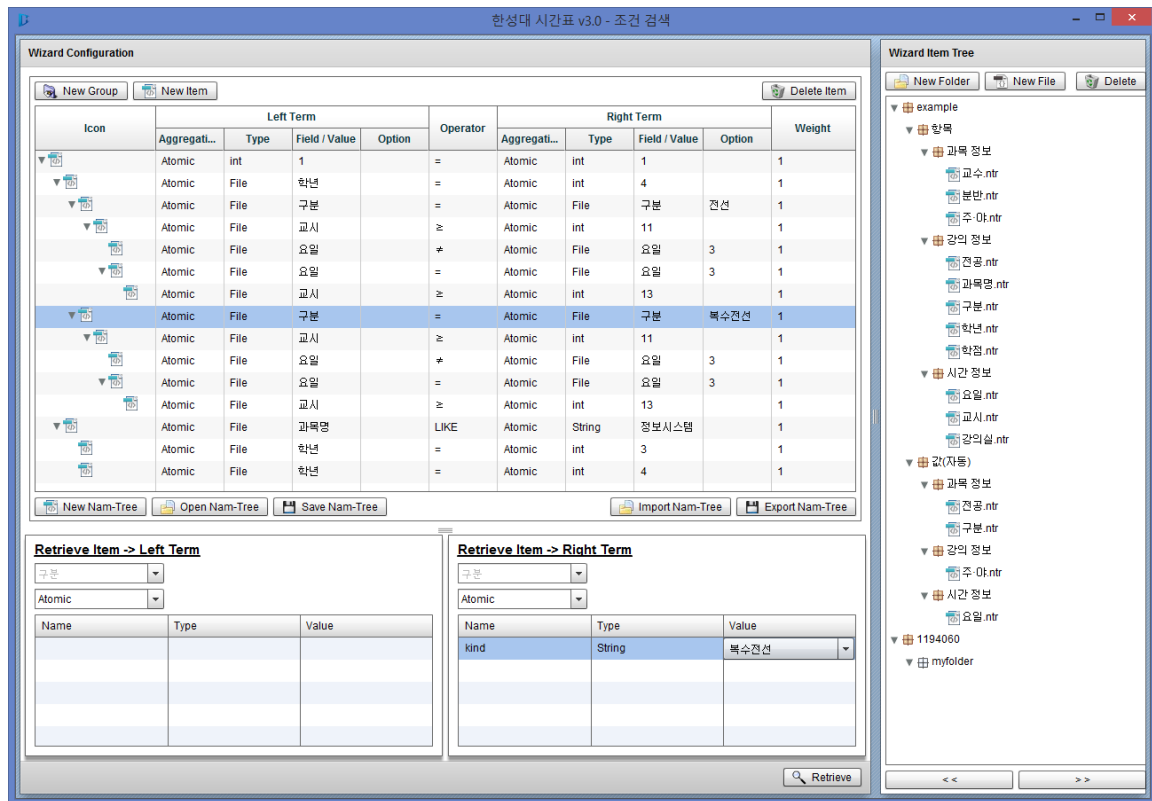 한성대 시간표 v3.0 - 조건 검색
Wizard Configuration
New Group New Item Delete Item
Icon Left Term Operator Right Term Weight
Aggregati... Type Field / Value Option Aggregati... Type Field / Value Option
Atomic int 1 = Atomic int 1 1
Atomic File 학년 = Atomic int 4 1
Atomic File 구분 = Atomic File 구분 전선 1
Atomic File 교시 ≥ Atomic int 11 1
Atomic File 요일 ≠ Atomic File 요일 3 1
Atomic File 요일 = Atomic File 요일 3 1
Atomic File 교시 ≥ Atomic int 13 1
Atomic File 구분 = Atomic File 구분 복수전선 1
Atomic File 교시 ≥ Atomic int 11 1
Atomic File 요일 ≠ Atomic File 요일 3 1
Atomic File 요일 = Atomic File 요일 3 1
Atomic File 교시 ≥ Atomic int 13 1
Atomic File 과목명 LIKE Atomic String 정보시스템 1
Atomic File 학년 = Atomic int 3 1
Atomic File 학년 = Atomic int 4 1
New Nam-Tree Open Nam-Tree Save Nam-Tree Import Nam-Tree Export Nam-Tree
Retrieve Item -> Left Term
구분
Atomic
Name Type Value
Retrieve Item -> Right Term
구분
Atomic
Name Type Value
kind String 복수전선
Retrieve
Wizard Item Tree
New Folder New File Delete
example
항목
과목 정보
교수.ntr
분반.ntr
주·야.ntr
강의 정보
전공.ntr
과목명.ntr
구분.ntr
학년.ntr
학점.ntr
시간 정보
요일.ntr
교시.ntr
강의실.ntr
값(자동)
과목 정보
전공.ntr
구분.ntr
강의 정보
주·야.ntr
시간 정보
요일.ntr
1194060
myfolder
< < > >